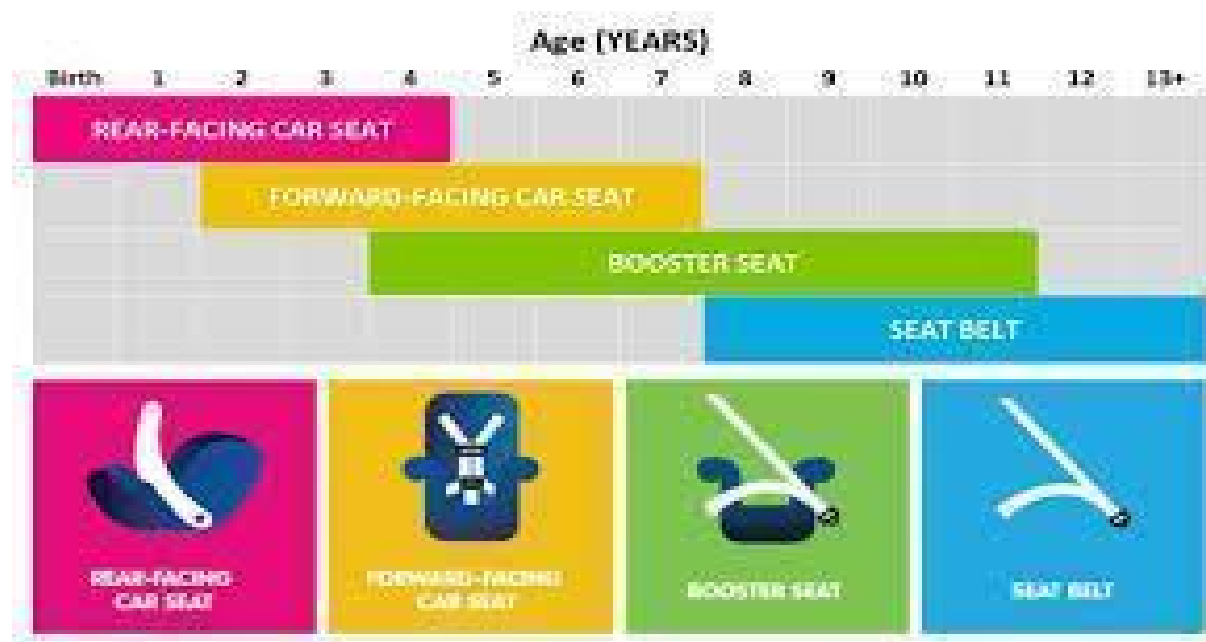 Age (YEARS)
Birth 1 2 3 4 5 6 7 8 9 10 11 12 13+
REAR-FACING CAR SEAT
FORWARD-FACING CAR SEAT
BOOSTER SEAT
SEAT BELT
REAR-FACING
CAR SEAT
FORWARD-FACING
CAR SEAT
BOOSTER SEAT
SEAT BELT